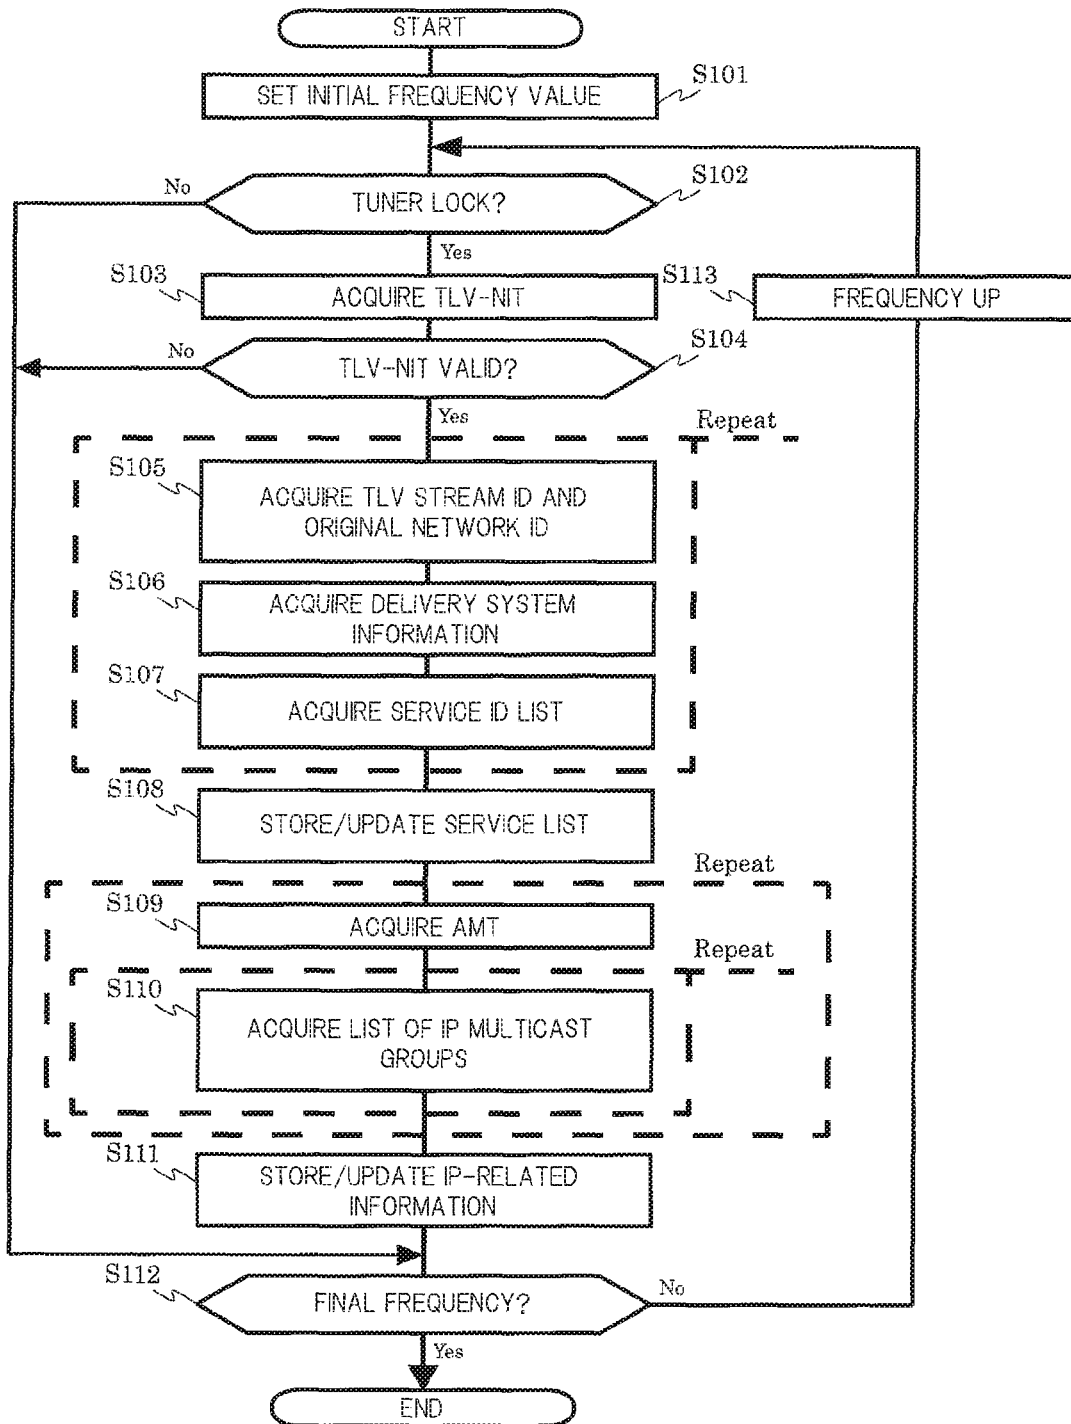 START
S101
SET INITIAL FREQUENCY VALUE
S102
No
TUNER LOCK?
Yes
S103
ACQUIRE TLV-NIT
S113
FREQUENCY UP
S104
No
TLV-NIT VALID?
Yes
Repeat
S105
ACQUIRE TLV STREAM ID AND
ORIGINAL NETWORK ID
S106
ACQUIRE DELIVERY SYSTEM
INFORMATION
S107
ACQUIRE SERVICE ID LIST
S108
STORE/UPDATE SERVICE LIST
Repeat
S109
ACQUIRE AMT
Repeat
S110
ACQUIRE LIST OF IP MULTICAST
GROUPS
S111
STORE/UPDATE IP-RELATED
INFORMATION
S112
FINAL FREQUENCY?
No
Yes
END